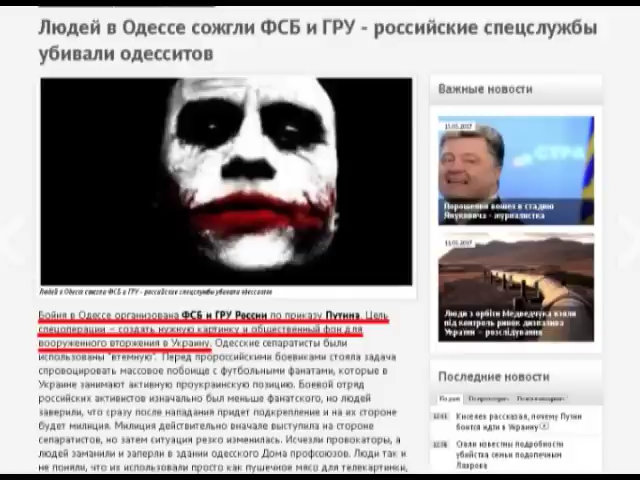 Людей в Одессе сожгли ФСБ и ГРУ - российские спецслужбы
убивали одесситов
Людей в Одессе сожгли ФСБ и ГРУ - российские спецслужбы убивали одесситов
Бойня в Одессе организована ФСБ и ГРУ России по приказу Путина. Цель
спецоперации — создать нужную картинку и общественный фон для
вооруженного вторжения в Украину. Одесские сепаратисты были
использованы "втемную". Перед пророссийскими боевиками стояла задача
спровоцировать массовое побоище с футбольными фанатами, которые в
Украине занимают активную проукраинскую позицию. Боевой отряд
российских активистов изначально был меньше фанатского, но людей
заверили, что сразу после нападания придет подкрепление и на их стороне
будет милиция. Милиция действительно вначале выступила на стороне
сепаратистов, но затем ситуация резко изменилась. Исчезли провокаторы, а
людей заманили и заперли в здании Одесского Дома профсоюзов. Люди так и
не поняли, что их использовали просто как пушечное мясо для телекартинки,
Важные новости
15.05.2017
Порошенко вошел в стадию
Януковича - журналистка
Люди з орбіти Медведчука взяли
під контроль ринок дизпалива
України – розслідування
Последние новости
Киселев рассказал, почему Путин
боится идти в Украину
Стали известны подробности
убийства семьи подполковника
Лазрова